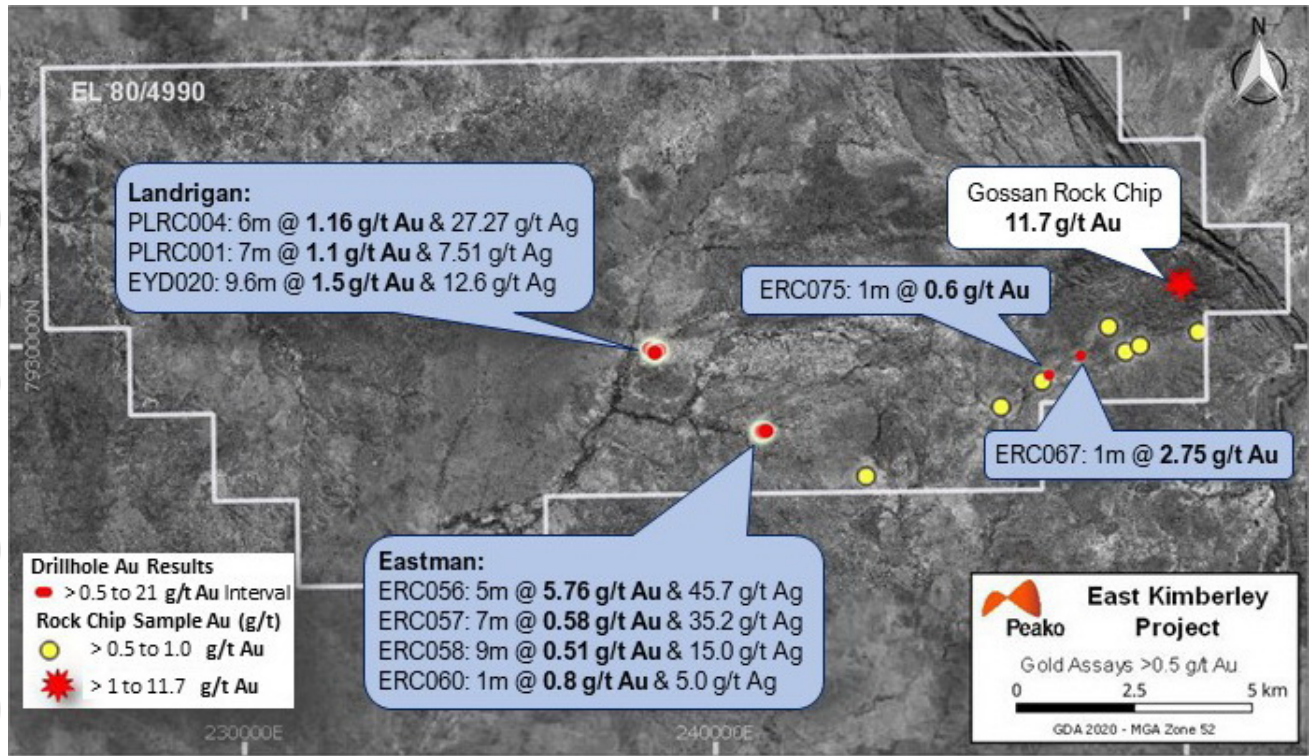 N
EL 80/4990
Landrigan:
PLRC004: 6m @ 1.16 g/t Au & 27.27 g/t Ag
PLRC001: 7m @ 1.1 g/t Au & 7.51 g/t Ag
EYD020: 9.6m @ 1.5 g/t Au & 12.6 g/t Ag
Gossan Rock Chip
11.7 g/t Au
ERC075: 1m @ 0.6 g/t Au
7930000N
ERC067: 1m @ 2.75 g/t Au
Eastman:
ERC056: 5m @ 5.76 g/t Au & 45.7 g/t Ag
ERC057: 7m @ 0.58 g/t Au & 35.2 g/t Ag
ERC058: 9m @ 0.51 g/t Au & 15.0 g/t Ag
ERC060: 1m @ 0.8 g/t Au & 5.0 g/t Ag
Drillhole Au Results
> 0.5 to 21 g/t Au Interval
Rock Chip Sample Au (g/t)
> 0.5 to 1.0 g/t Au
> 1 to 11.7 g/t Au
230000E
240000E
Peako
East Kimberley
Project
Gold Assays >0.5 g/t Au
0 2.5 5 km
GDA 2020 - MGA Zone 52